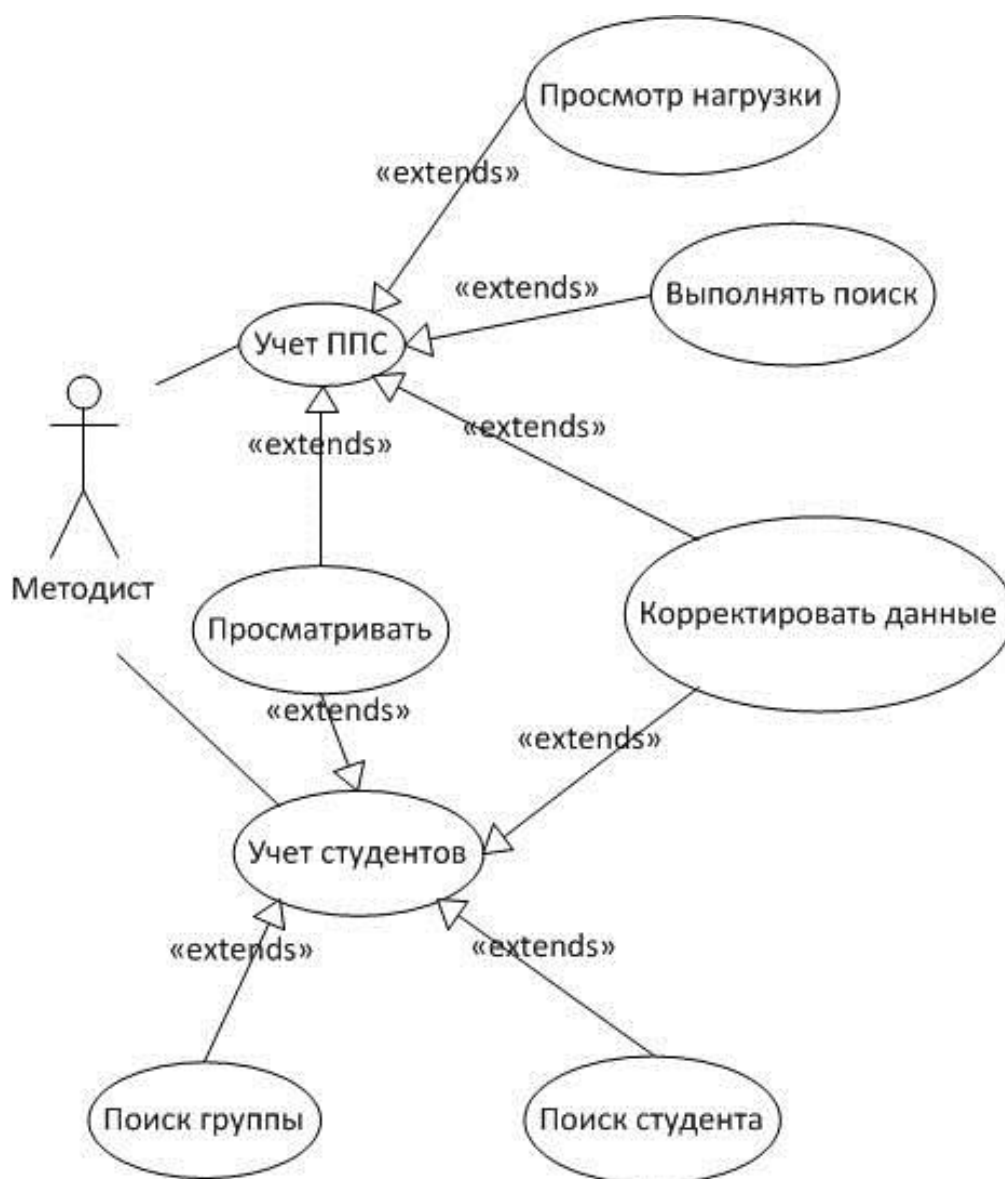 Просмотр нагрузки
«extends»
«extends»
Выполнять поиск
Учет ППС
«extends»
«extends»
Методист
Просматривать
Корректировать данные
«extends»
«extends»
Учет студентов
«extends»
«extends»
Поиск группы
Поиск студента